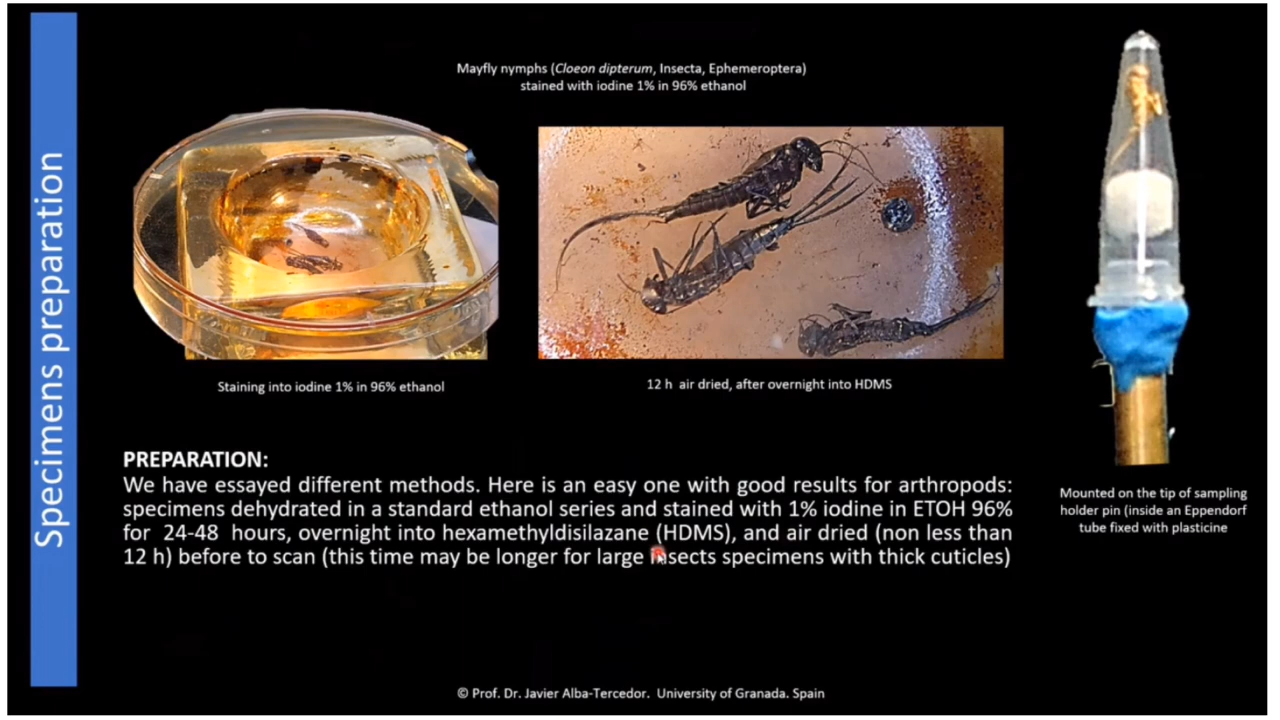 Specimens preparation
Mayfly nymphs (Cloeon dipterum, Insecta, Ephemeroptera)
stained with iodine 1% in 96% ethanol
Staining into iodine 1% in 96% ethanol
12 h air dried, after overnight into HDMS
PREPARATION:
We have essayed different methods. Here is an easy one with good results for arthropods:
specimens dehydrated in a standard ethanol series and stained with 1% iodine in ETOH 96%
for 24-48 hours, overnight into hexamethyldisilazane (HDMS), and air dried (non less than
12 h) before to scan (this time may be longer for large insects specimens with thick cuticles)
Mounted on the tip of sampling
holder pin (inside an Eppendorf
tube fixed with plasticine
© Prof. Dr. Javier Alba-Tercedor. University of Granada. Spain